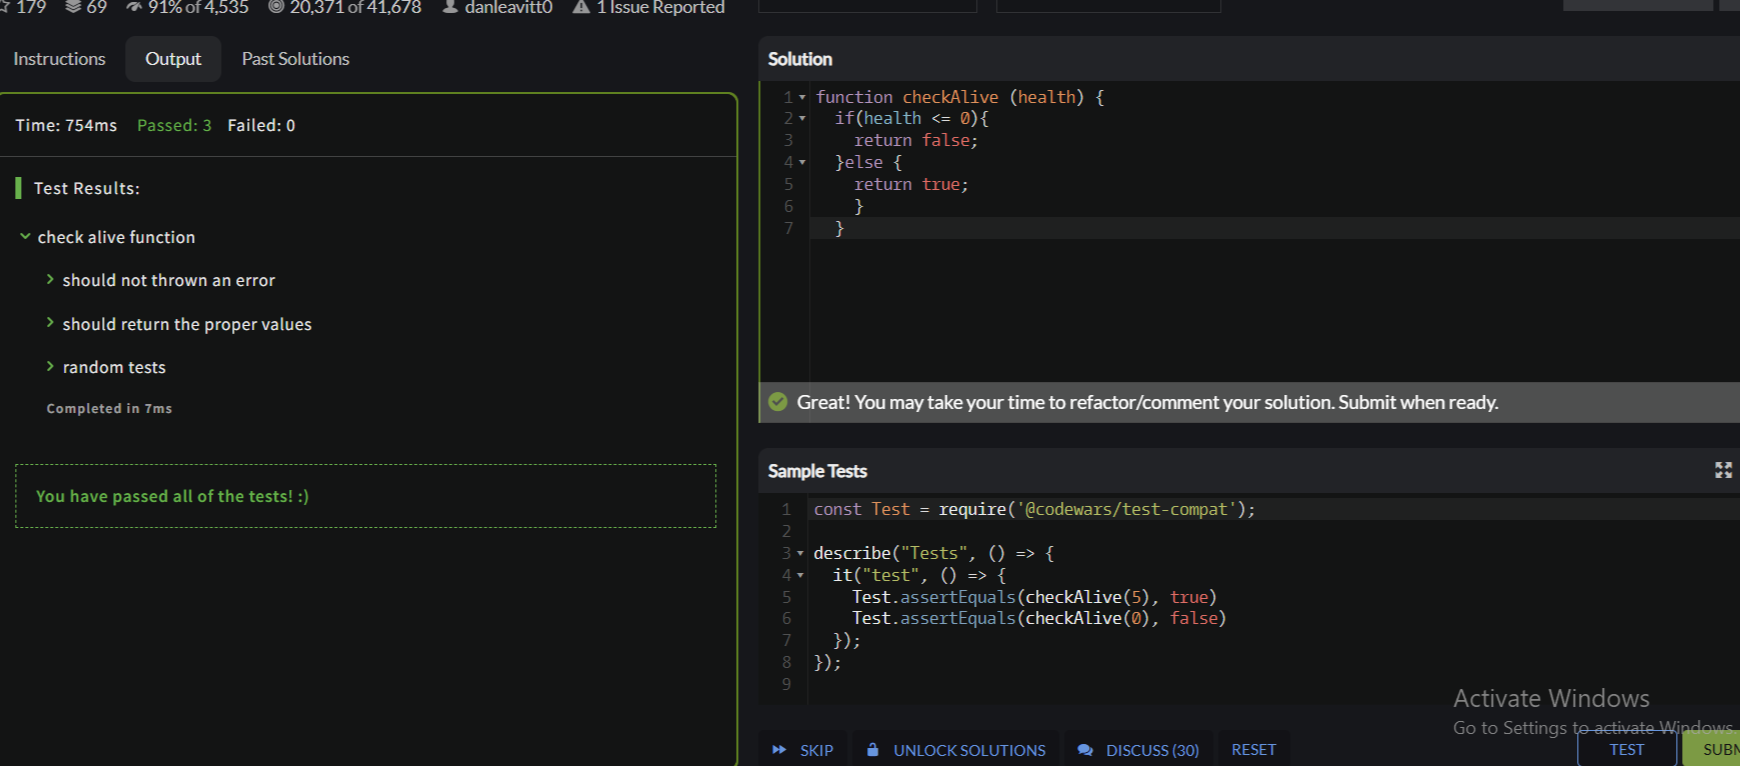 179 69 91% of 4,535 20,371 of 41,678 danleavitt0 1 Issue Reported
Instructions Output Past Solutions
Time: 754ms Passed: 3 Failed: 0
Test Results:
check alive function
should not thrown an error
should return the proper values
random tests
Completed in 7ms
You have passed all of the tests! :)
Solution
1 function checkAlive (health) {
2 if(health <= 0){
3 return false;
4 }else {
5 return true;
6 }
7 }
Great! You may take your time to refactor/comment your solution. Submit when ready.
Sample Tests
1 const Test = require('@codewars/test-compat');
2
3 describe("Tests", () => {
4 it("test", () => {
5 Test.assertEquals(checkAlive(5), true)
6 Test.assertEquals(checkAlive(0), false)
7 });
8 });
9
Activate Windows
Go to Settings to activate Windows.
SKIP UNLOCK SOLUTIONS DISCUSS (30) RESET TEST SUBM